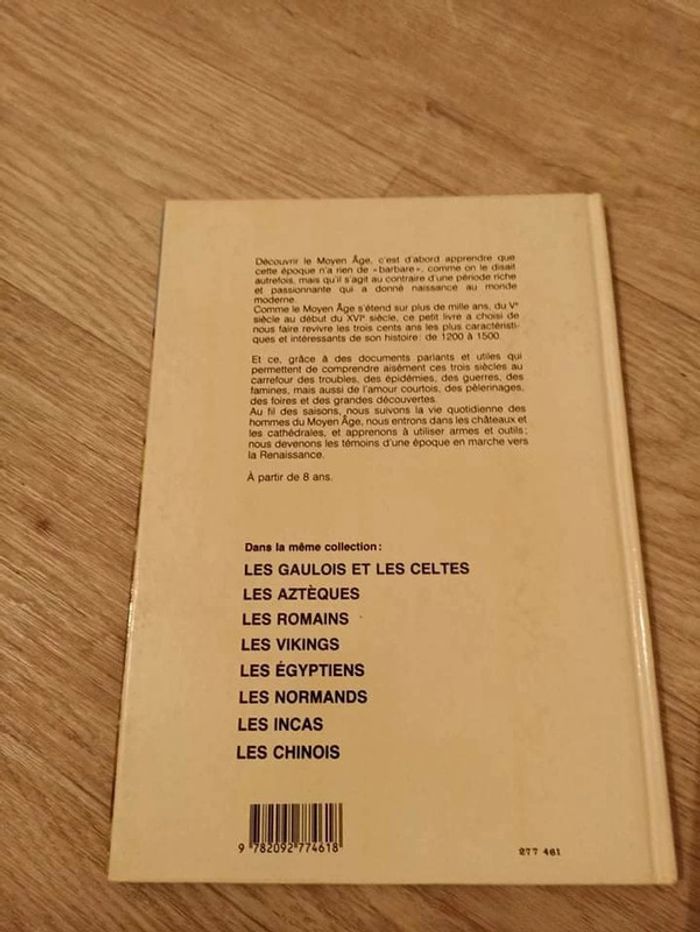 Découvrir le Moyen Âge, c'est d'abord apprendre que
cette époque n'a rien de «barbare», comme on le disait
autrefois, mais qu'il s'agit au contraire d'une période riche
et passionnante qui a donné naissance au monde
moderne.
Comme le Moyen Âge s'étend sur plus de mille ans, du Ve
siècle au début du XVIe siècle, ce petit livre a choisi de
nous faire revivre les trois cents ans les plus caractéristi-
ques et intéressants de son histoire: de 1200 à 1500.
Et ce, grâce à des documents parlants et utiles qui
permettent de comprendre aisément ces trois siècles au
carrefour des troubles, des épidémies, des guerres, des
famines, mais aussi de l'amour courtois, des pèlerinages,
des foires et des grandes découvertes.
Au fil des saisons, nous suivons la vie quotidienne des
hommes du Moyen Âge, nous entrons dans les châteaux et
les cathédrales, et apprenons à utiliser armes et outils;
nous devenons les témoins d'une époque en marche vers
la Renaissance.
À partir de 8 ans.
Dans la même collection:
LES GAULOIS ET LES CELTES
LES AZTÈQUES
LES ROMAINS
LES VIKINGS
LES ÉGYPTIENS
LES NORMANDS
LES INCAS
LES CHINOIS
9 782092 774618
277 461